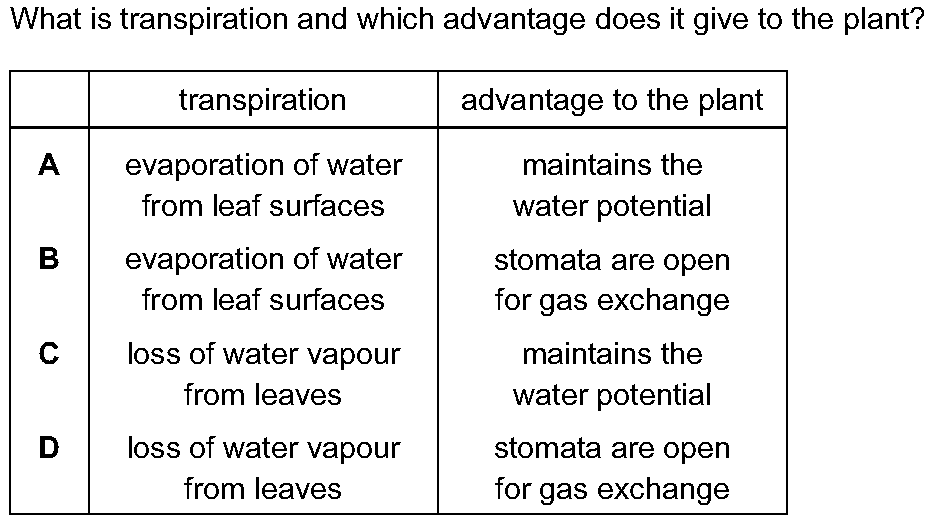 What is transpiration and which advantage does it give to the plant?
transpiration advantage to the plant
A evaporation of water maintains the
from leaf surfaces water potential
B evaporation of water stomata are open
from leaf surfaces for gas exchange
C loss of water vapour maintains the
from leaves water potential
D loss of water vapour stomata are open
from leaves for gas exchange